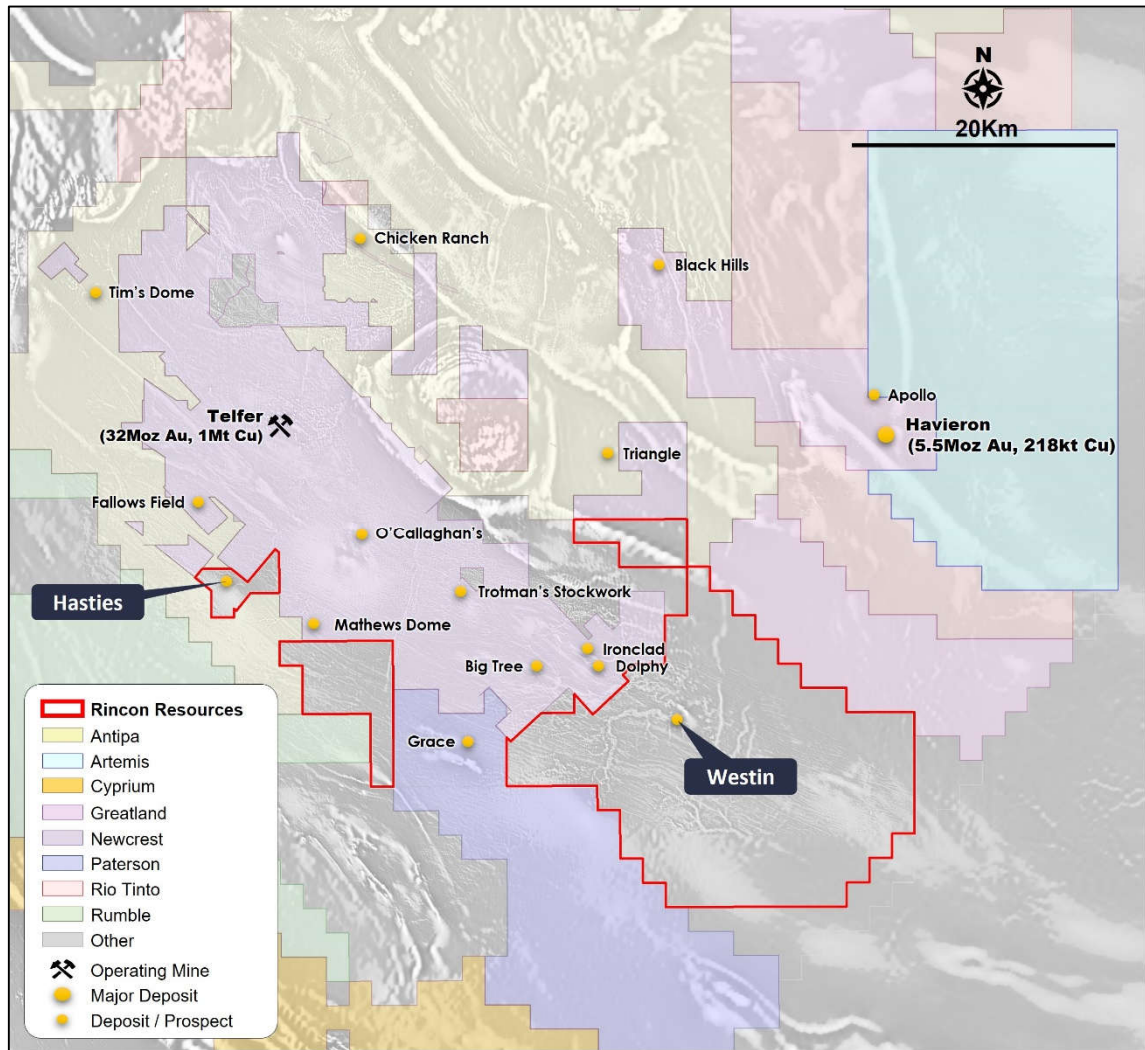 N
20Km
Chicken Ranch
Black Hills
Tim's Dome
Apollo
Telfer
(32Moz Au, 1Mt Cu)
Havieron
(5.5Moz Au, 218kt Cu)
Triangle
Fallows Field
O'Callaghan's
Hasties
Trotman's Stockwork
Mathews Dome
Ironclad
Big Tree
Dolphy
Grace
Westin
Rincon Resources
Antipa
Artemis
Cyprium
Greatland
Newcrest
Paterson
Rio Tinto
Rumble
Other
Operating Mine
Major Deposit
Deposit / Prospect